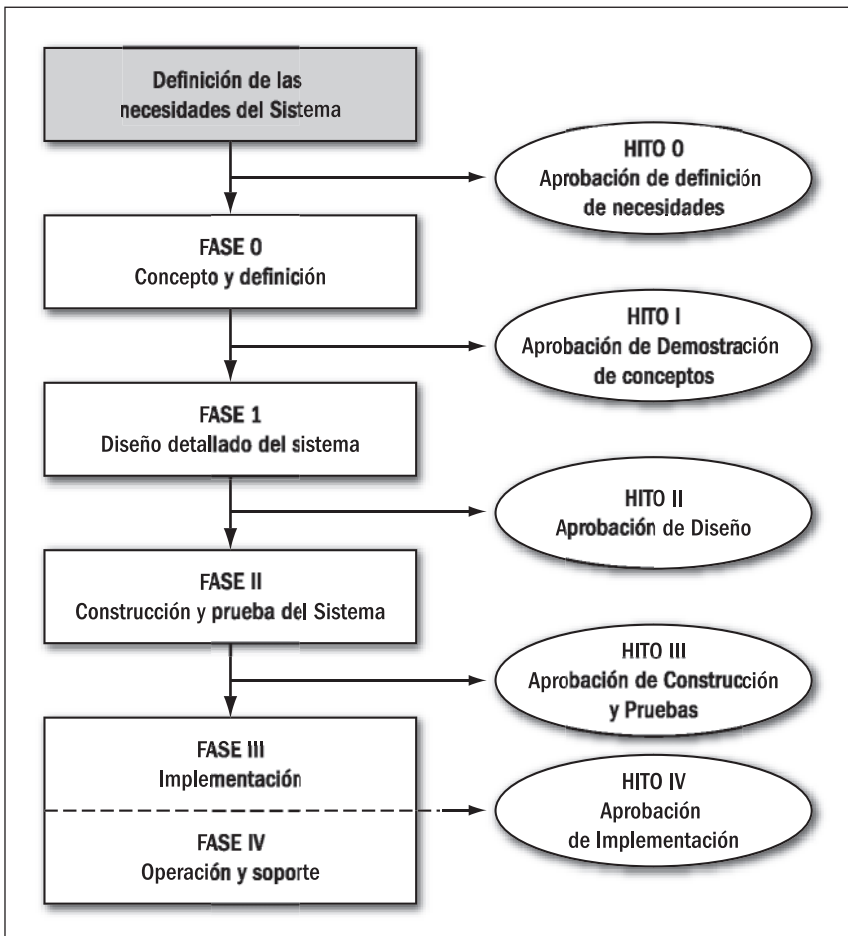 Definición de las
necesidades del Sistema
HITO 0
Aprobación de definición
de necesidades
FASE 0
Concepto y definición
HITO I
Aprobación de Demostración
de conceptos
FASE 1
Diseño detallado del sistema
HITO II
Aprobación de Diseño
FASE II
Construcción y prueba del Sistema
HITO III
Aprobación de Construcción
y Pruebas
FASE III
Implementación
HITO IV
Aprobación
de Implementación
FASE IV
Operación y soporte